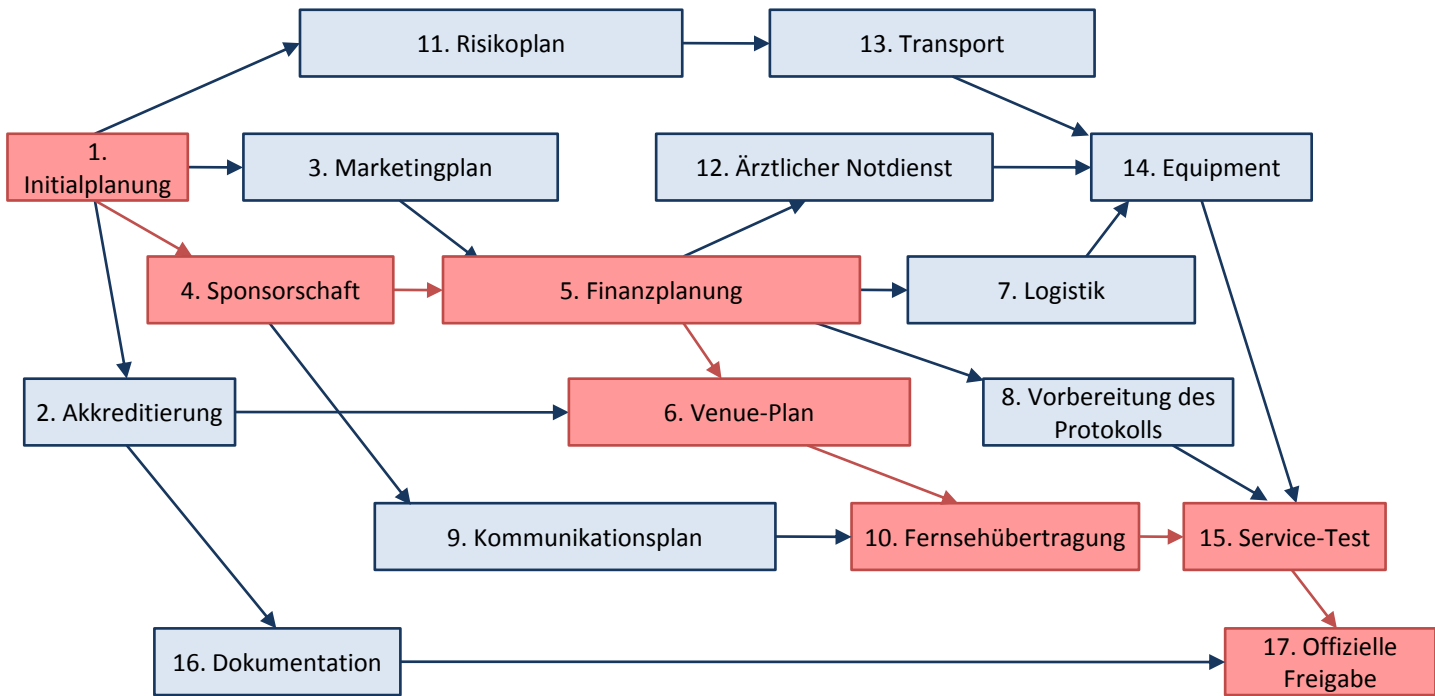 11. Risikoplan
13. Transport
1.
Initialplanung
3. Marketingplan
12. Ärztlicher Notdienst
14. Equipment
4. Sponsorschaft
5. Finanzplanung
7. Logistik
2. Akkreditierung
6. Venue-Plan
8. Vorbereitung des
Protokolls
9. Kommunikationsplan
10. Fernsehübertragung
15. Service-Test
16. Dokumentation
17. Offizielle
Freigabe